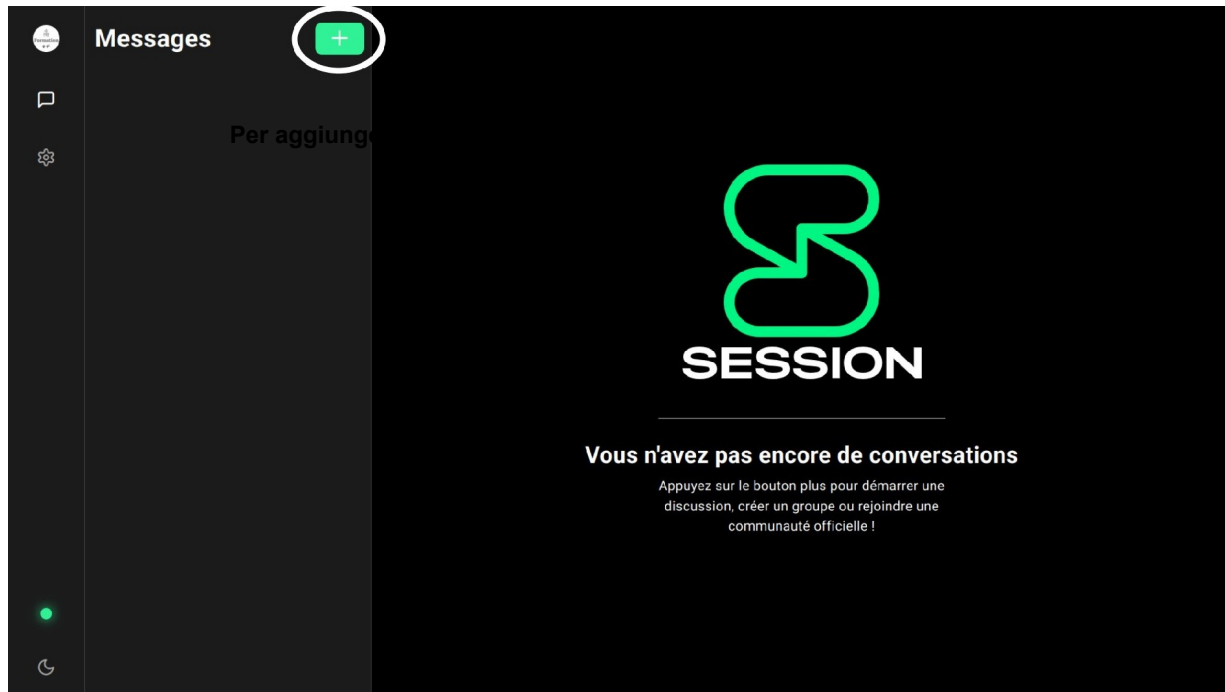 Messages
Per aggiunge
SESSION
Vous n'avez pas encore de conversations
Appuyez sur le bouton plus pour démarrer une
discussion, créer un groupe ou rejoindre une
communauté officielle !